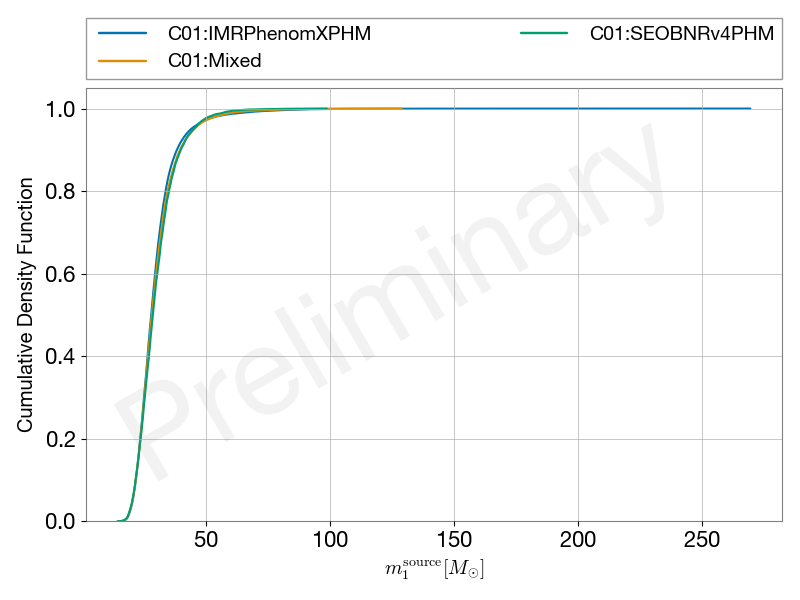 C01:IMRPhenomXPHM
C01:SEOBNRv4PHM
C01:Mixed
1.0
0.8
0.6
0.4
0.2
0.0
Cumulative Density Function
Preliminary
50
100
150
200
250
m₁^source [M⊙]